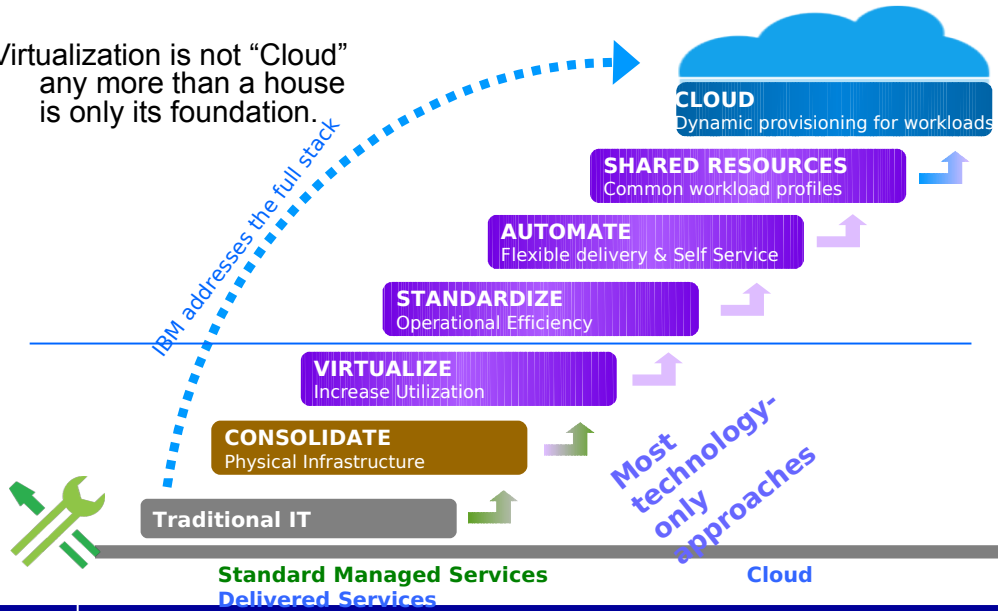 Virtualization is not “Cloud”
any more than a house
is only its foundation.
CLOUD
Dynamic provisioning for workloads
IBM addresses the full stack
SHARED RESOURCES
Common workload profiles
AUTOMATE
Flexible delivery & Self Service
STANDARDIZE
Operational Efficiency
VIRTUALIZE
Increase Utilization
CONSOLIDATE
Physical Infrastructure
Most
technology-
only
approaches
Traditional IT
Standard Managed Services
Cloud
Delivered Services